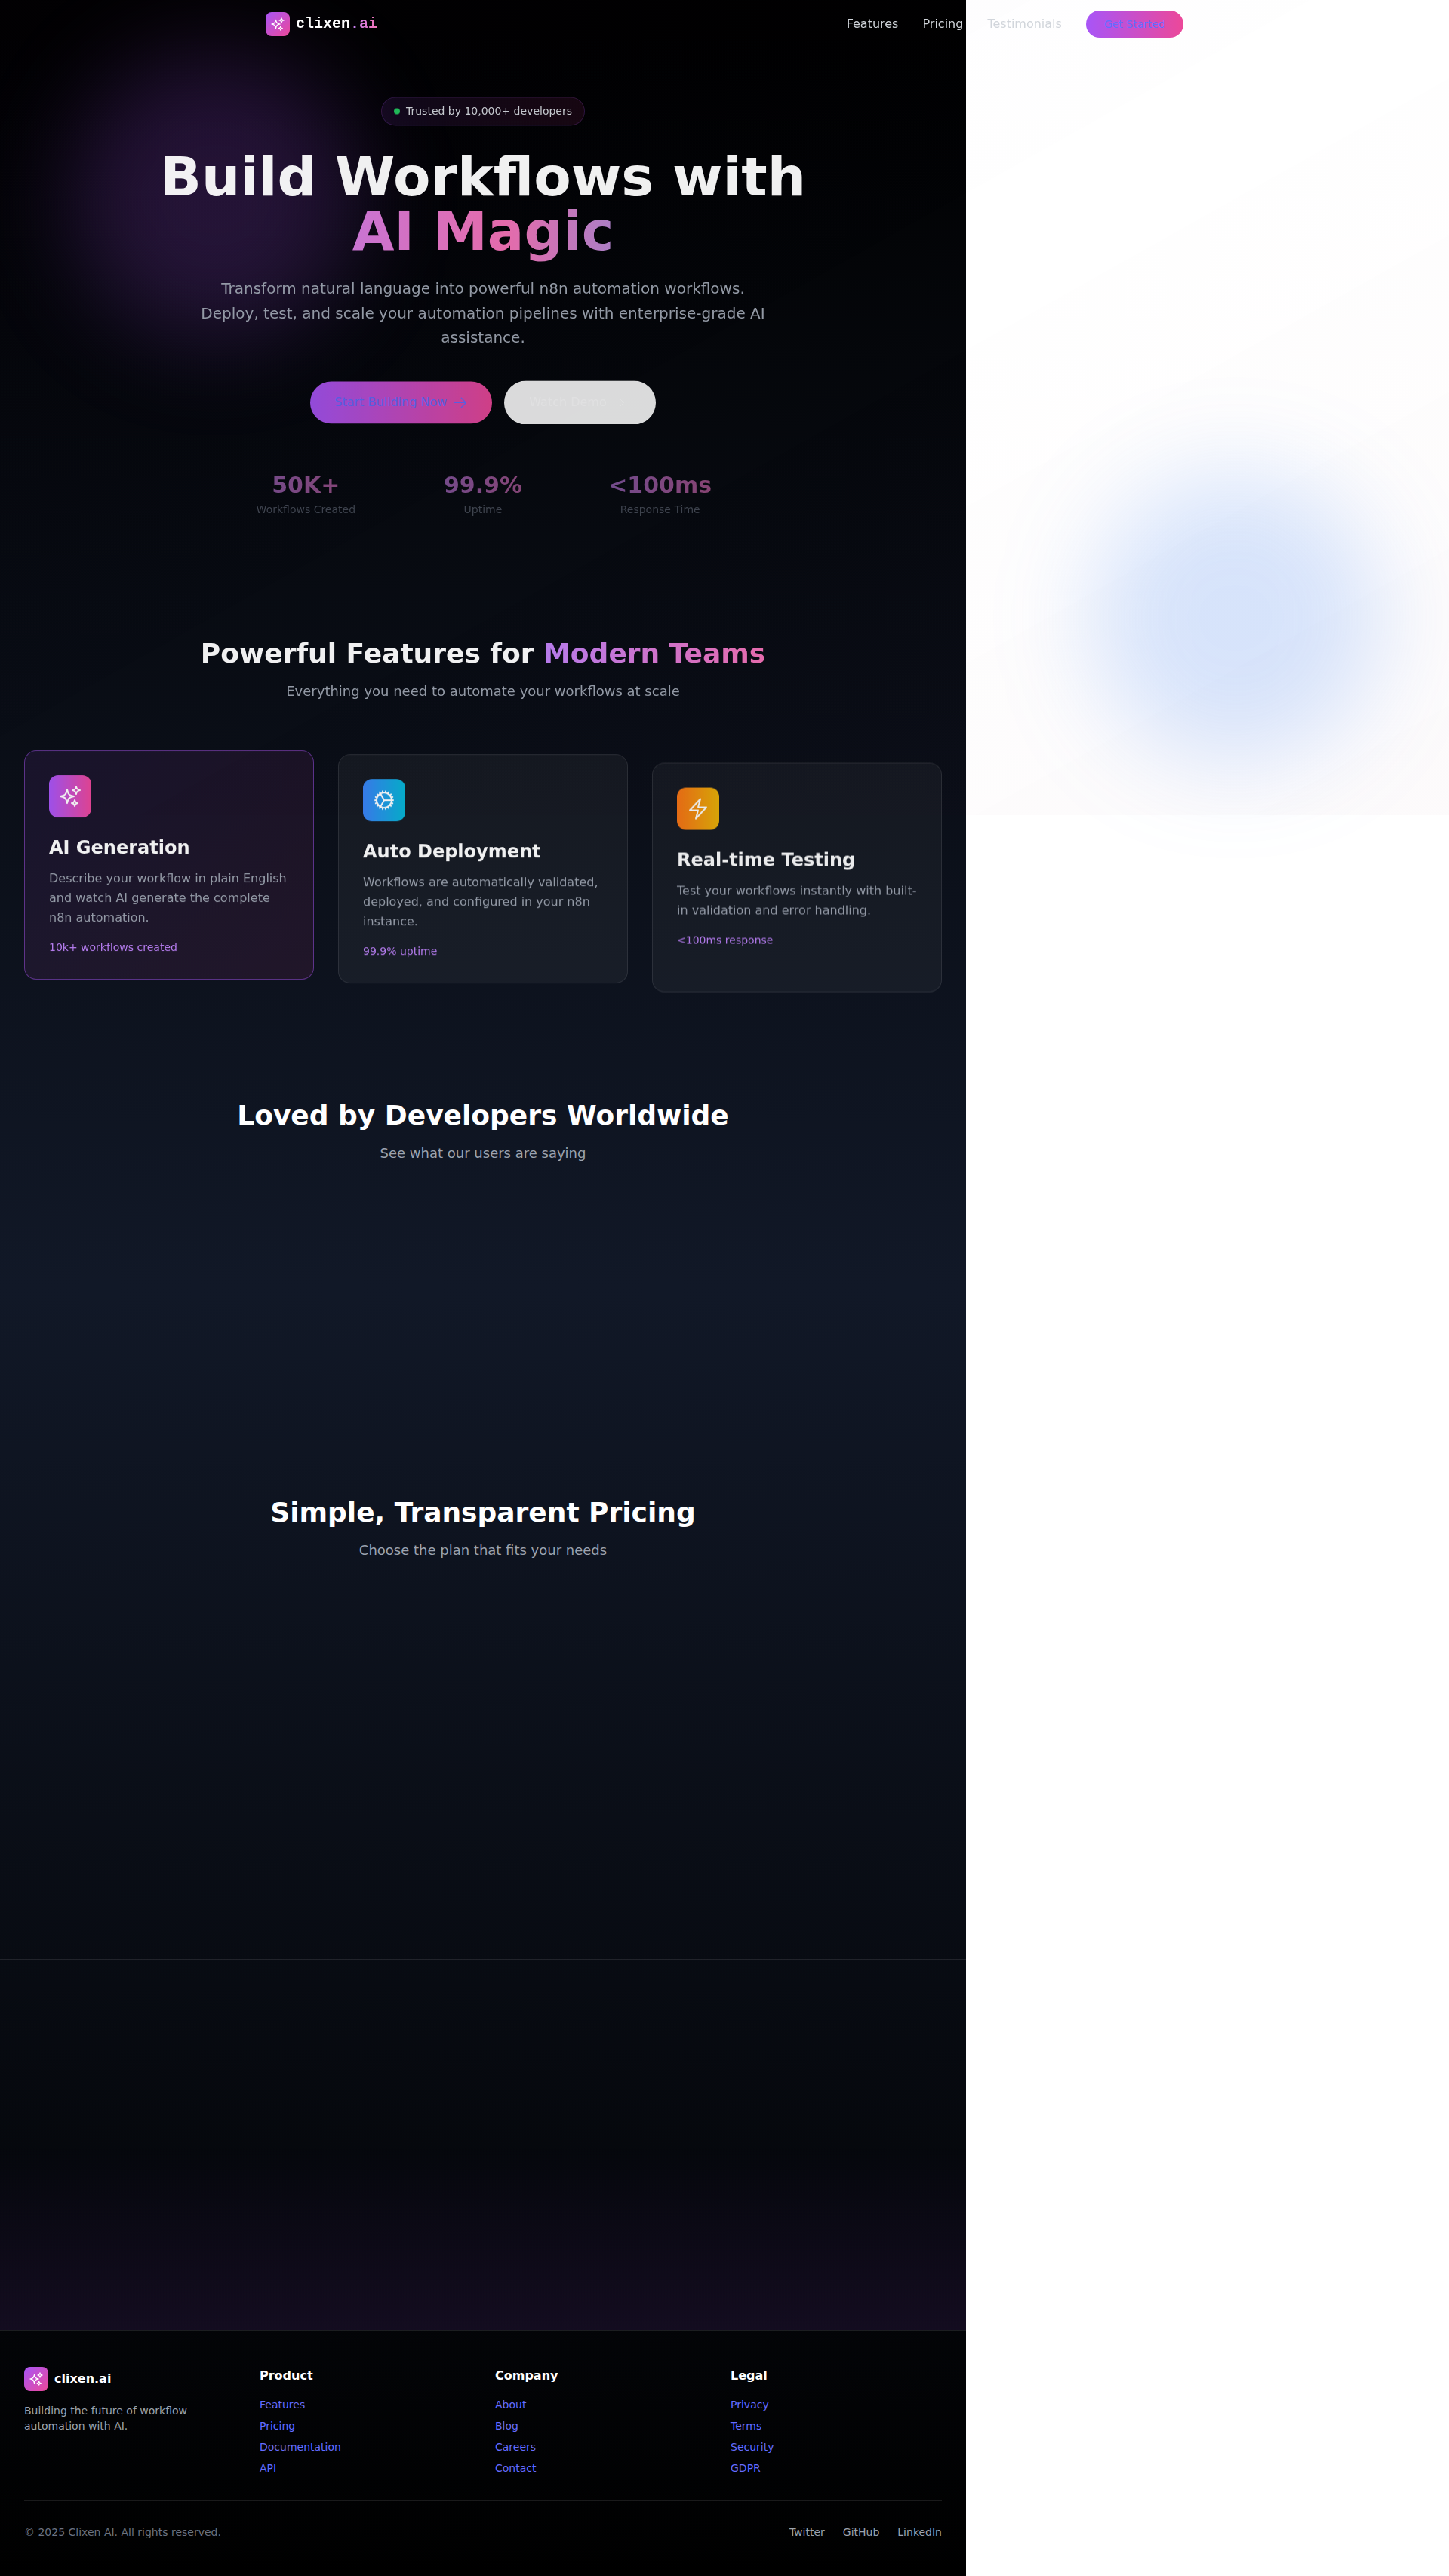 clixen.ai
Features
Pricing
Testimonials
Get Started
Trusted by 10,000+ developers
Build Workflows with
AI Magic
Transform natural language into powerful n8n automation workflows.
Deploy, test, and scale your automation pipelines with enterprise-grade AI
assistance.
Start Building Now →
Watch Demo
50K+
Workflows Created
99.9%
Uptime
<100ms
Response Time
Powerful Features for Modern Teams
Everything you need to automate your workflows at scale
AI Generation
Describe your workflow in plain English
and watch AI generate the complete
n8n automation.
10k+ workflows created
Auto Deployment
Workflows are automatically validated,
deployed, and configured in your n8n
instance.
99.9% uptime
Real-time Testing
Test your workflows instantly with built-
in validation and error handling.
<100ms response
Loved by Developers Worldwide
See what our users are saying
Simple, Transparent Pricing
Choose the plan that fits your needs
clixen.ai
Building the future of workflow
automation with AI.
Product
Features
Pricing
Documentation
API
Company
About
Blog
Careers
Contact
Legal
Privacy
Terms
Security
GDPR
© 2025 Clixen AI. All rights reserved.
Twitter
GitHub
LinkedIn